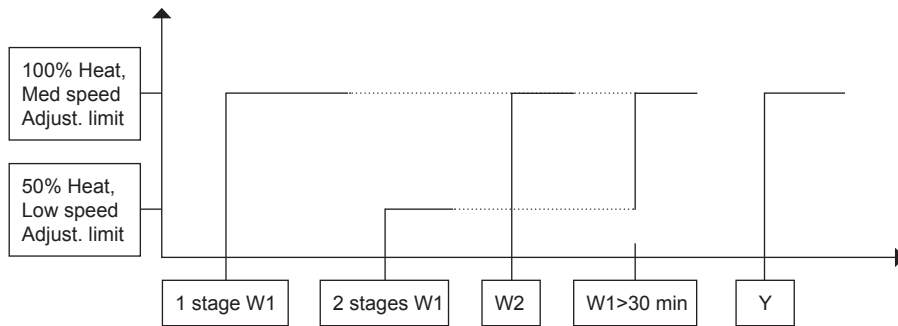 100% Heat,
Med speed
Adjust. limit
50% Heat,
Low speed
Adjust. limit
1 stage W1
2 stages W1
W2
W1>30 min
Y